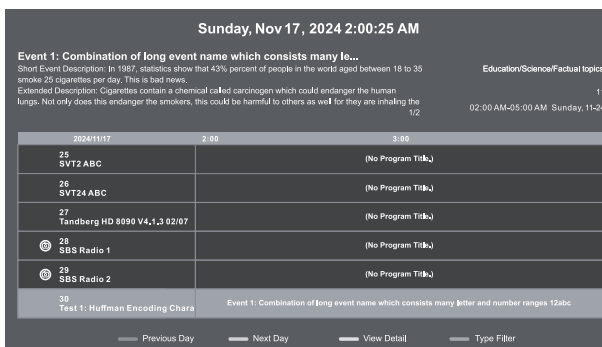 Sunday, Nov 17, 2024 2:00:25 AM
Event 1: Combination of long event name which consists many le...
Short Event Description: In 1987, statistics show that 43% percent of people in the world aged between 18 to 35
smoke 25 cigarettes per day. This is bad news.
Extended Description: Cigarettes contain a chemical called carcinogen which could endanger the human
lungs. Not only does this endanger the smokers, this could be harmful to others as well for they are inhaling the
1/2
Education/Science/Factual topics
11
02:00 AM-05:00 AM Sunday, 11-24
2024/11/17 2:00 3:00
25
SVT2 ABC (No Program Title.)
26
SVT24 ABC (No Program Title.)
27
Tandberg HD 8090 V4.1.3 02/07 (No Program Title.)
28
SBS Radio 1 (No Program Title.)
29
SBS Radio 2 (No Program Title.)
30
Test 1: Huffman Encoding Chara Event 1: Combination of long event name which consists many letter and number ranges 12abc
Previous Day Next Day View Detail Type Filter